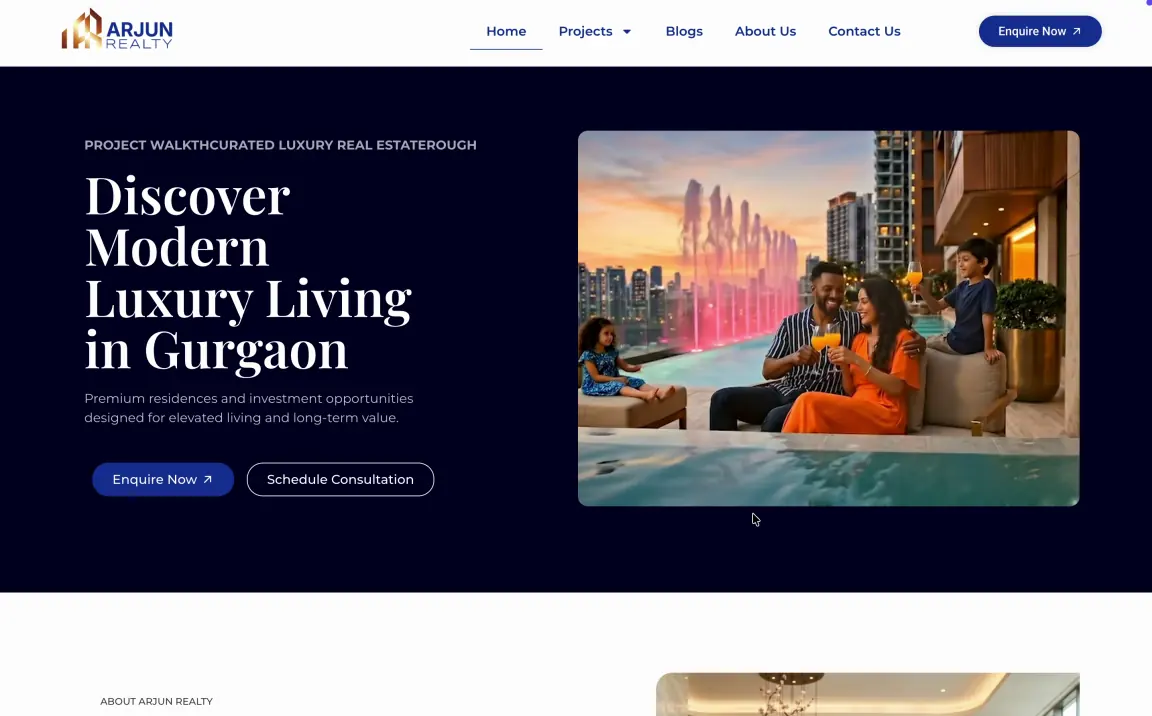 ARJUN
REALTY
Home
Projects
Blogs
About Us
Contact Us
Enquire Now
PROJECT WALKTHCURATED LUXURY REAL ESTATEROUGH
Discover
Modern
Luxury Living
in Gurgaon
Premium residences and investment opportunities
designed for elevated living and long-term value.
Enquire Now
Schedule Consultation
ABOUT ARJUN REALTY